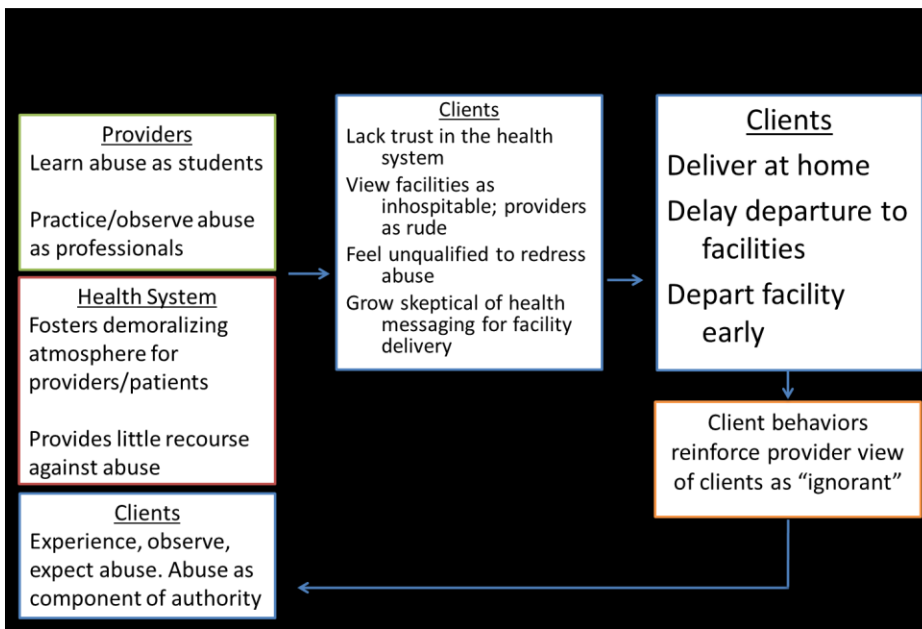 Providers
Learn abuse as students
Practice/observe abuse
as professionals
Health System
Fosters demoralizing
atmosphere for
providers/patients
Provides little recourse
against abuse
Clients
Experience, observe,
expect abuse. Abuse as
component of authority
Clients
Lack trust in the health
system
View facilities as
inhospitable; providers
as rude
Feel unqualified to redress
abuse
Grow skeptical of health
messaging for facility
delivery
Clients
Deliver at home
Delay departure to
facilities
Depart facility
early
Client behaviors
reinforce provider view
of clients as “ignorant”